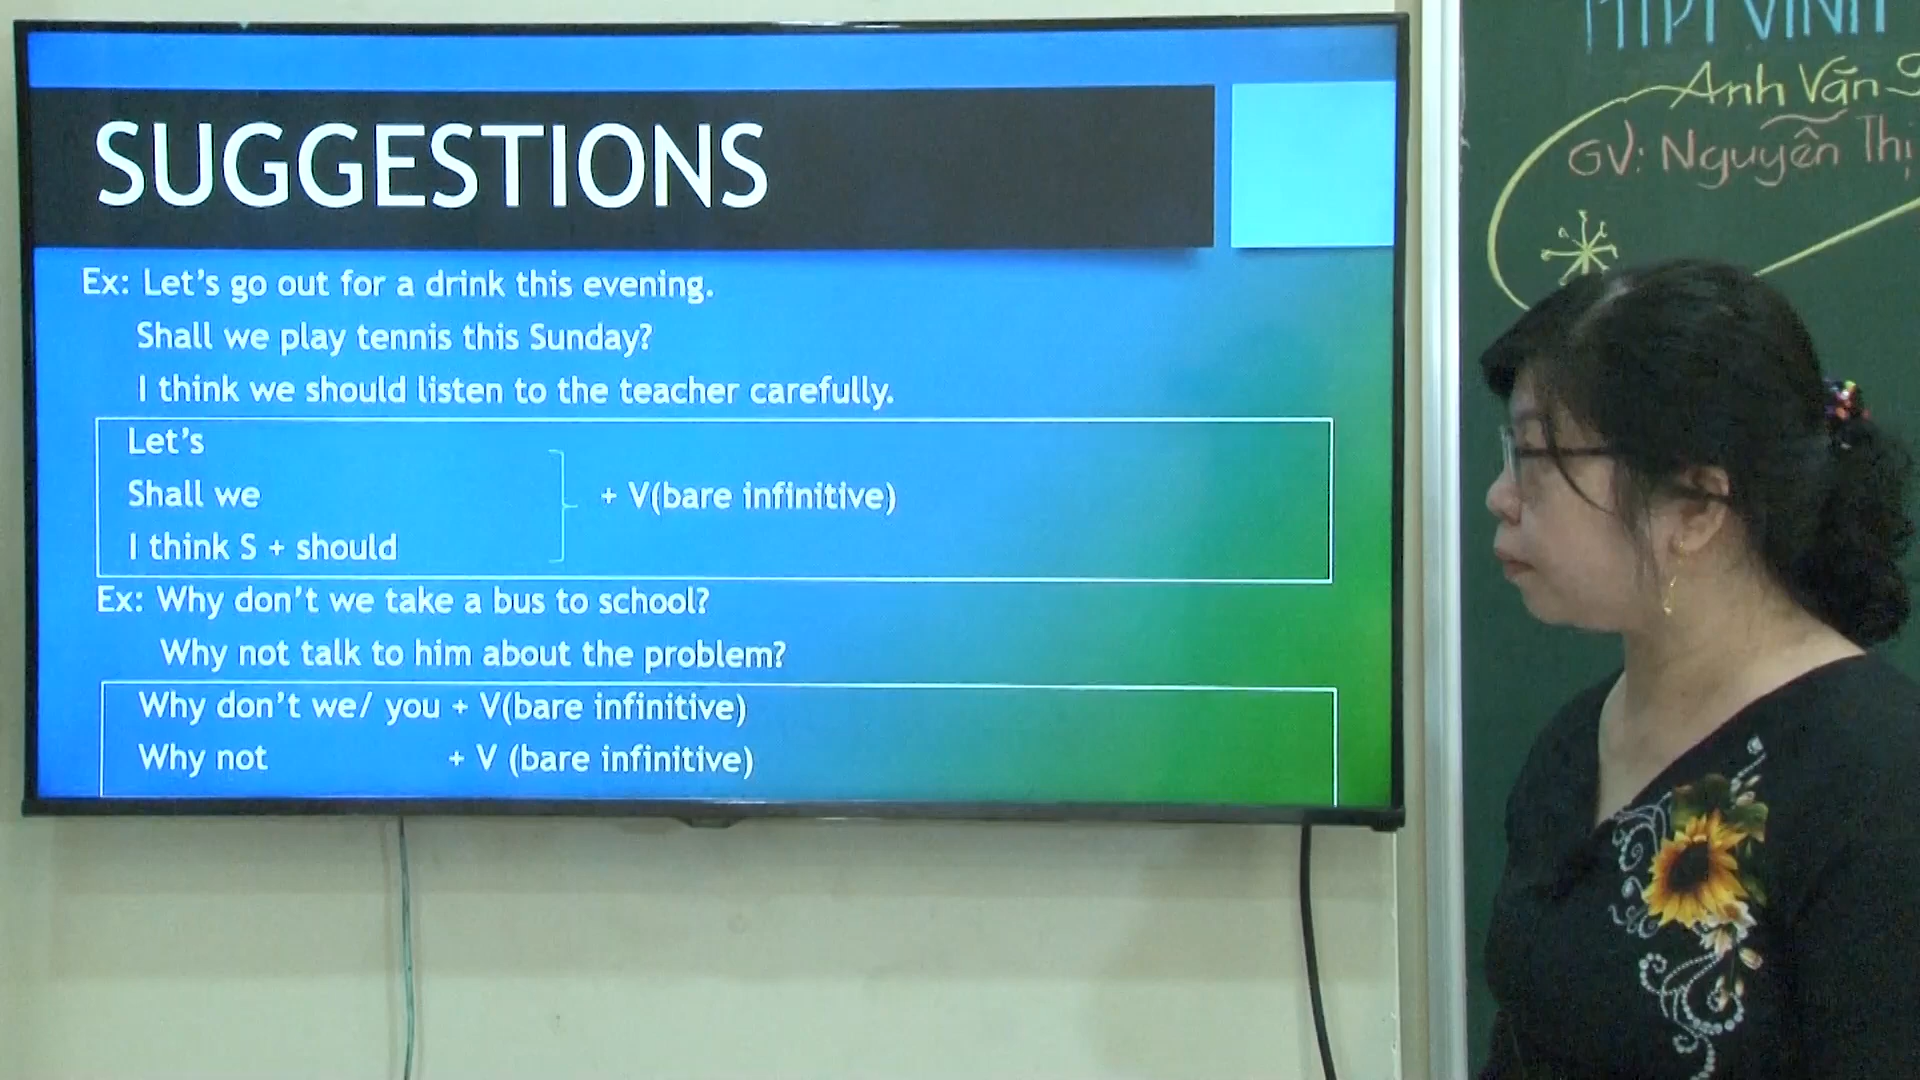 SUGGESTIONS
Ex: Let's go out for a drink this evening.
Shall we play tennis this Sunday?
I think we should listen to the teacher carefully.
Let's
Shall we + V(bare infinitive)
I think S + should
Ex: Why don't we take a bus to school?
Why not talk to him about the problem?
Why don't we/ you + V(bare infinitive)
Why not + V (bare infinitive)
Anh Văn
GV: Nguyễn Thị